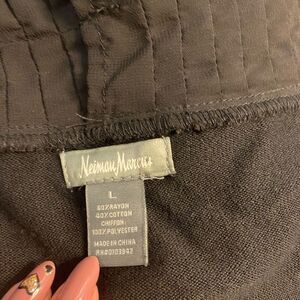 Neiman Marcus
L
60% RAYON
40% COTTON
CHIFFON:
100% POLYESTER
MADE IN CHINA